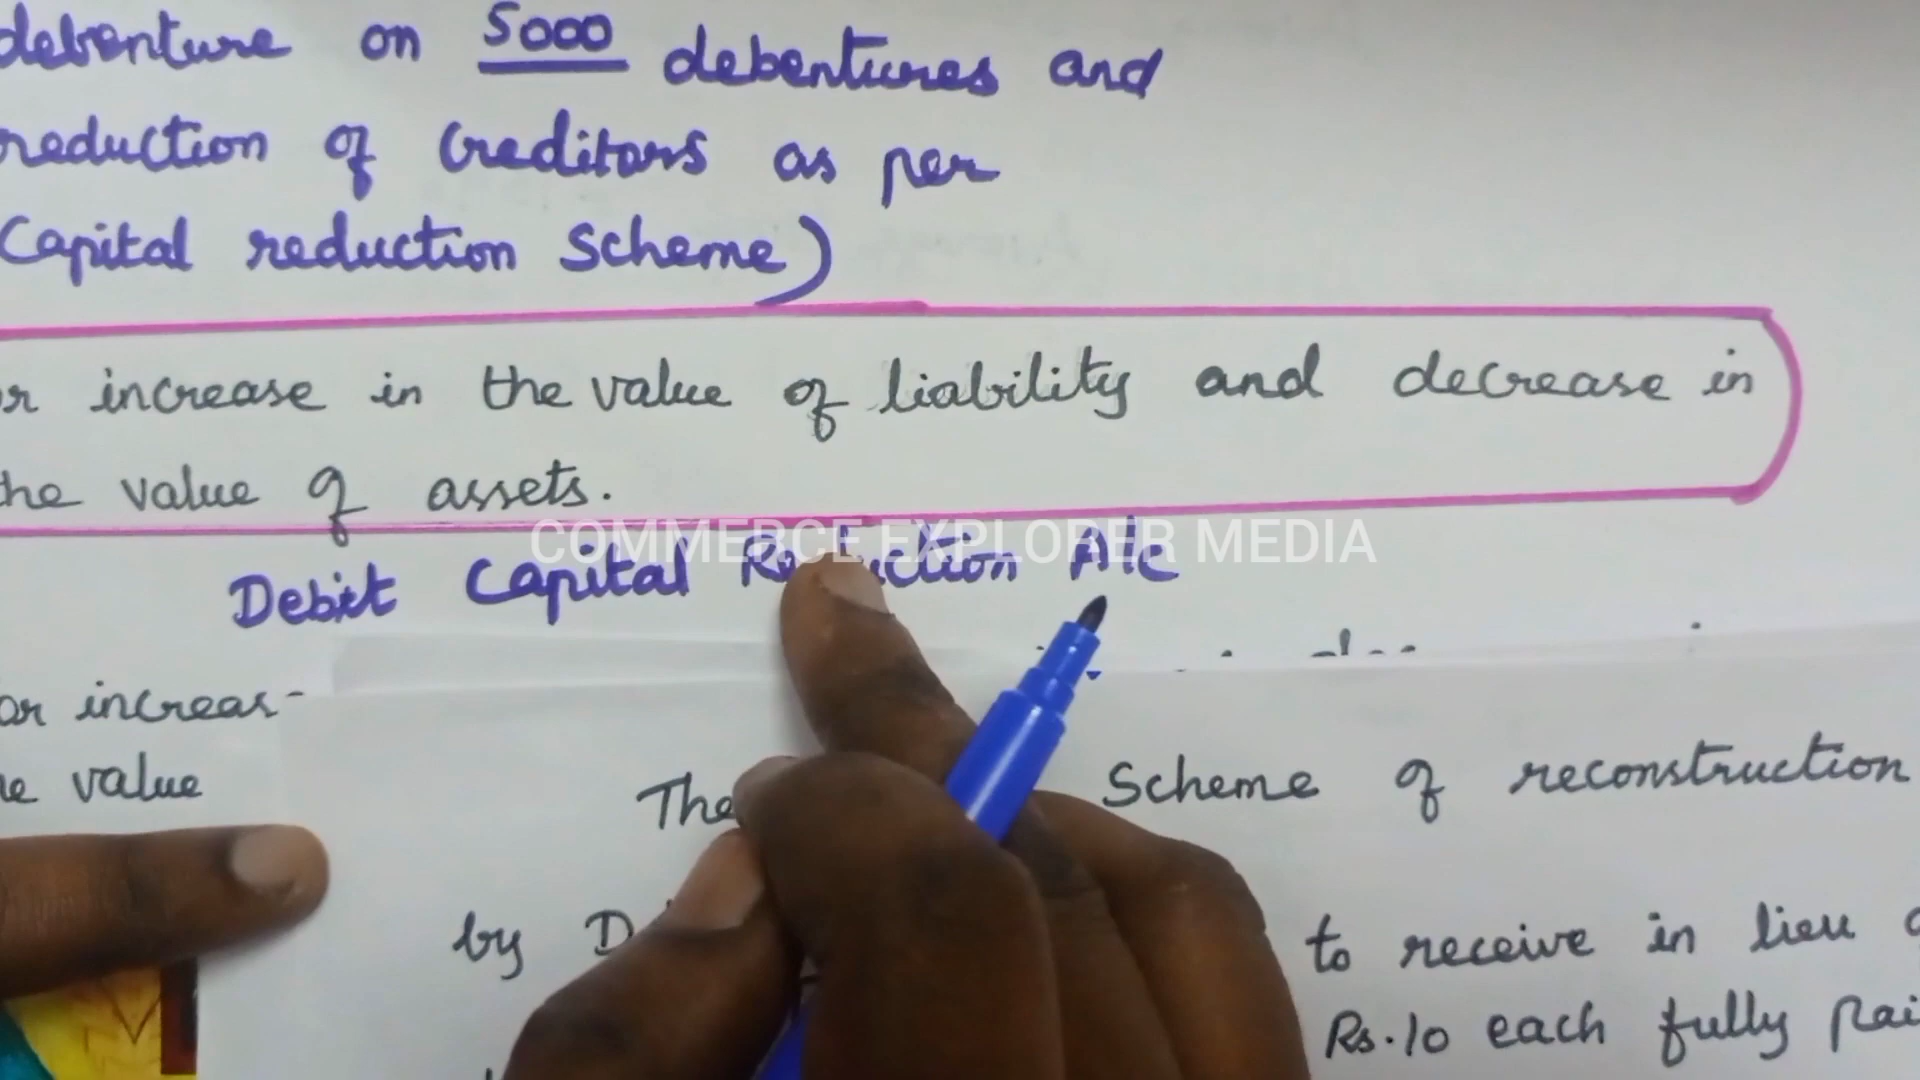 debenture on 5000 debentures and
reduction of Creditors as per
Capital reduction Scheme)
increase in the value of liability and decrease in
value of assets.
COMMERCE EXPLORER MEDIA
Debit Capital Reduction A/c
increas-
value
The Scheme of reconstruction
by to receive in lieu
Rs.10 each fully